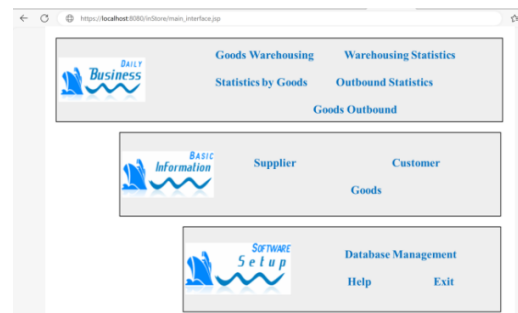 https://localhost:8080/inStore/main_interface.jsp
DAILY
Business
Goods Warehousing Warehousing Statistics
Statistics by Goods Outbound Statistics
Goods Outbound
BASIC
Information
Supplier Customer
Goods
SOFTWARE
Setup
Database Management
Help Exit